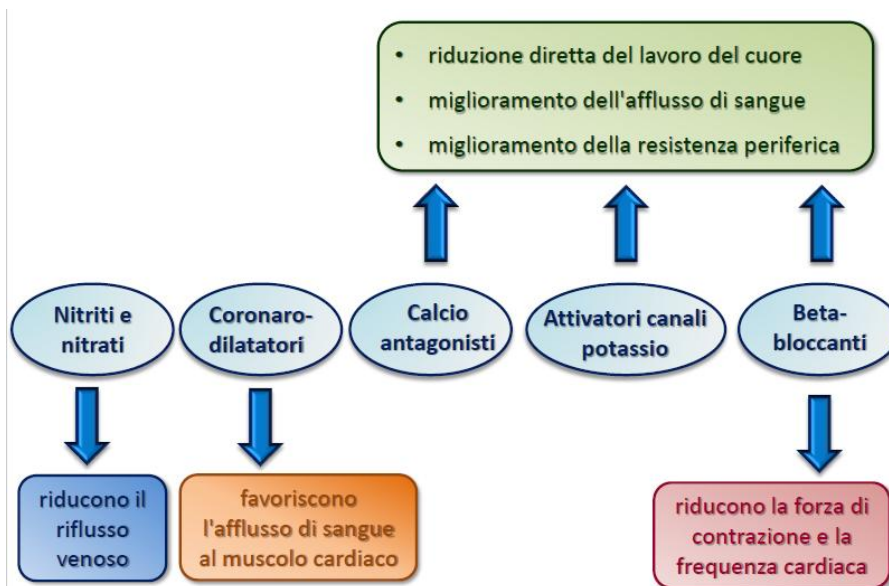 • riduzione diretta del lavoro del cuore
• miglioramento dell'afflusso di sangue
• miglioramento della resistenza periferica
Nitriti e
nitrati
Coronaro-
dilatatori
Calcio
antagonisti
Attivatori canali
potassio
Beta-
bloccanti
riducono il
riflusso
venoso
favoriscono
l'afflusso di sangue
al muscolo cardiaco
riducono la forza di
contrazione e la
frequenza cardiaca